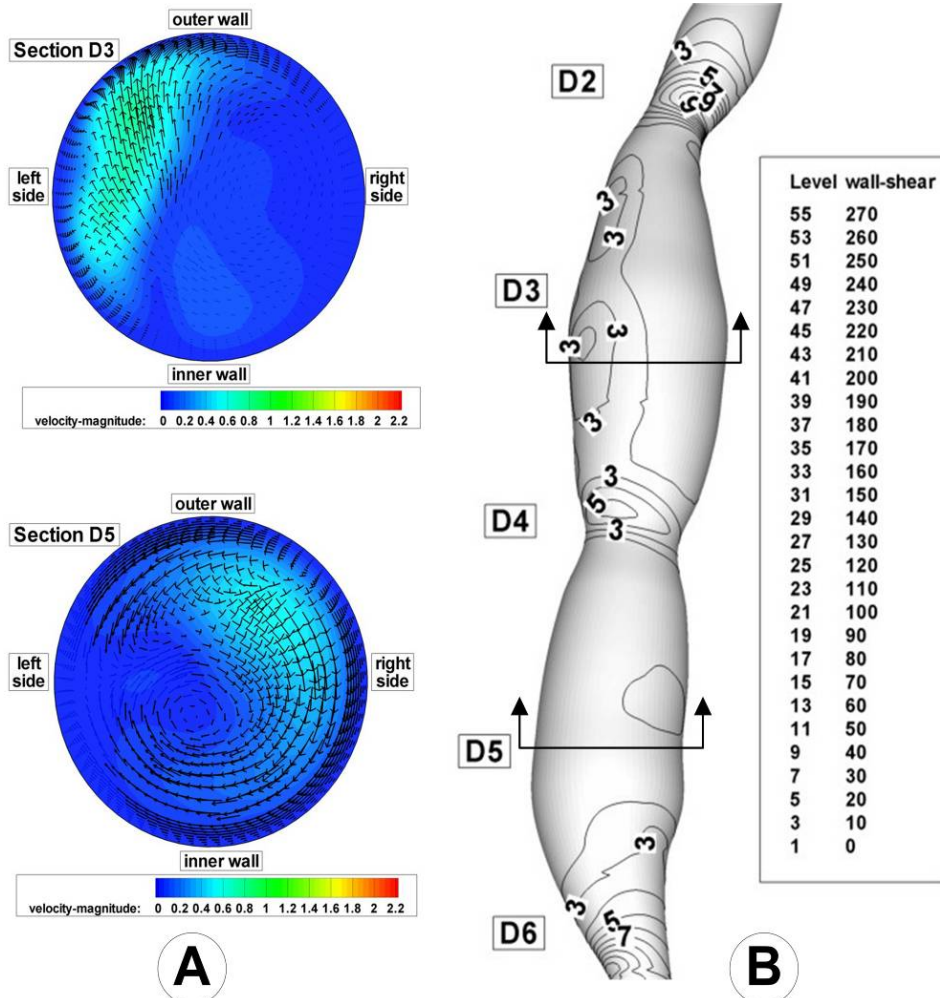 outer wall
Section D3
left
side
right
side
inner wall
velocity-magnitude: 0 0.2 0.4 0.6 0.8 1 1.2 1.4 1.6 1.8 2 2.2
outer wall
Section D5
left
side
right
side
inner wall
velocity-magnitude: 0 0.2 0.4 0.6 0.8 1 1.2 1.4 1.6 1.8 2 2.2
A
3
5
D2
7
9
3
3
D3
3
3
3
3
5
D4
3
D5
3
3
5
D6
7
B
Level wall-shear
55 270
53 260
51 250
49 240
47 230
45 220
43 210
41 200
39 190
37 180
35 170
33 160
31 150
29 140
27 130
25 120
23 110
21 100
19 90
17 80
15 70
13 60
11 50
9 40
7 30
5 20
3 10
1 0